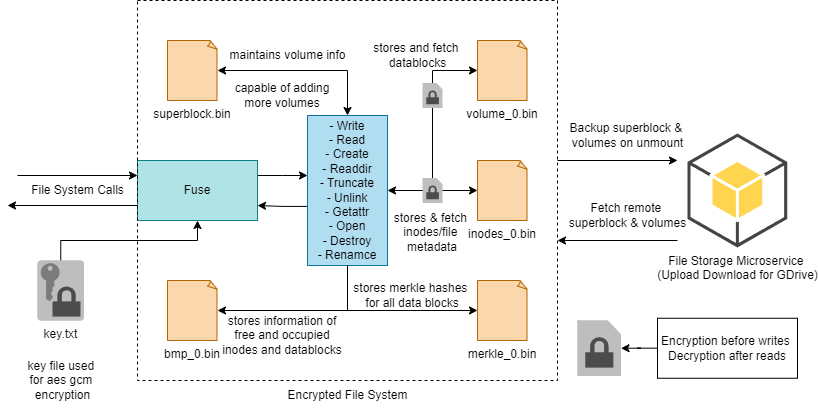 maintains volume info
stores and fetch
datablocks
capable of adding
more volumes
superblock.bin
volume_0.bin
- Write
- Read
- Create
- Readdir
- Truncate
- Unlink
- Getattr
- Open
- Destroy
- Renamce
Backup superblock &
volumes on unmount
File System Calls
Fuse
stores & fetch
inodes/file
metadata
inodes_0.bin
Fetch remote
superblock & volumes
File Storage Microservice
(Upload Download for GDrive)
key.txt
key file used
for aes gcm
encryption
stores merkle hashes
for all data blocks
stores information of
free and occupied
inodes and datablocks
bmp_0.bin
merkle_0.bin
Encryption before writes
Decryption after reads
Encrypted File System